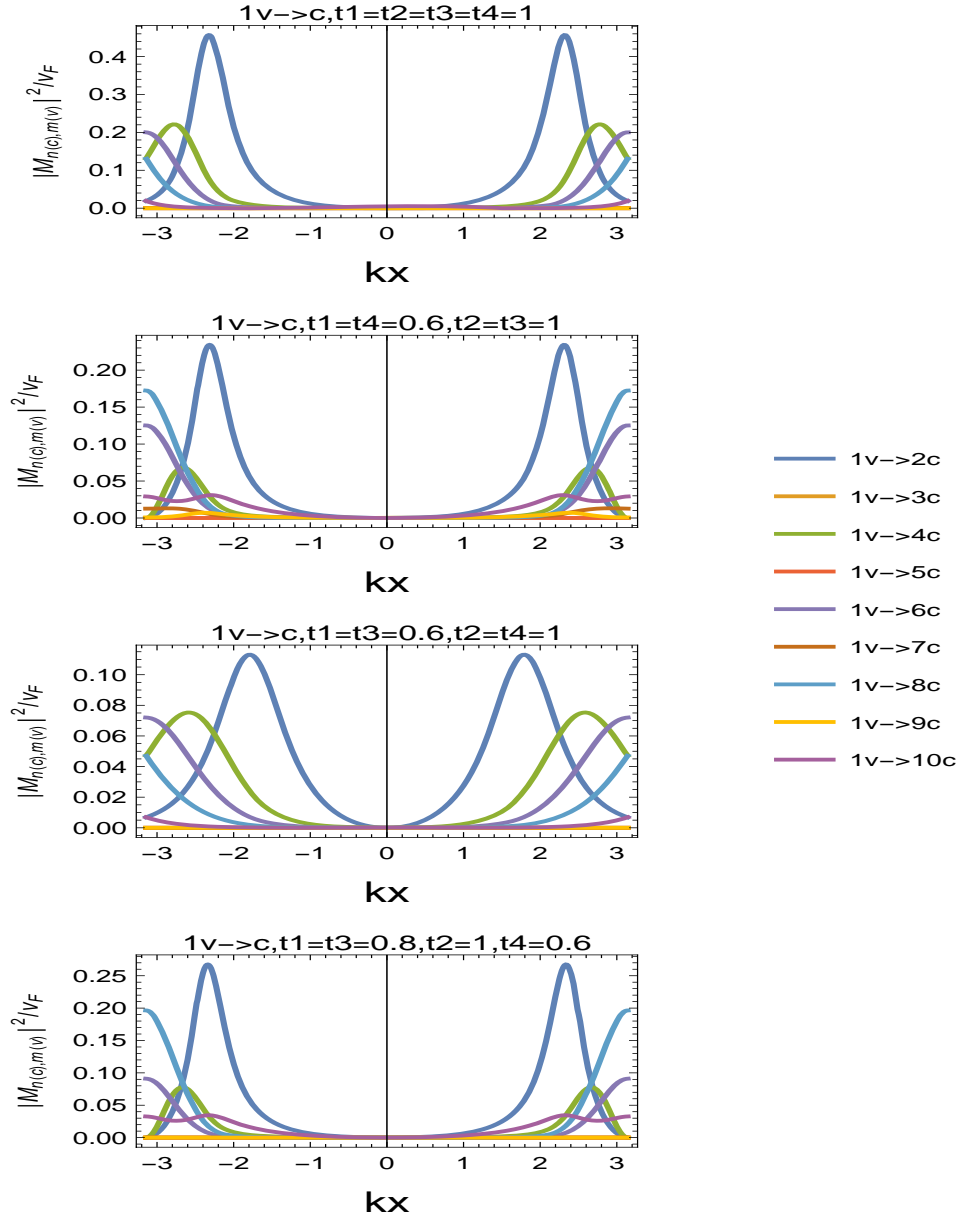 1v->c,t1=t2=t3=t4=1
|M_{n(c),m(v)}|^2/v_F
0.4
0.3
0.2
0.1
0.0
−3 −2 −1 0 1 2 3
kx
1v->c,t1=t4=0.6,t2=t3=1
|M_{n(c),m(v)}|^2/v_F
0.20
0.15
0.10
0.05
0.00
−3 −2 −1 0 1 2 3
kx
1v->c,t1=t3=0.6,t2=t4=1
|M_{n(c),m(v)}|^2/v_F
0.10
0.08
0.06
0.04
0.02
0.00
−3 −2 −1 0 1 2 3
kx
1v->c,t1=t3=0.8,t2=1,t4=0.6
|M_{n(c),m(v)}|^2/v_F
0.25
0.20
0.15
0.10
0.05
0.00
−3 −2 −1 0 1 2 3
kx
1v->2c
1v->3c
1v->4c
1v->5c
1v->6c
1v->7c
1v->8c
1v->9c
1v->10c